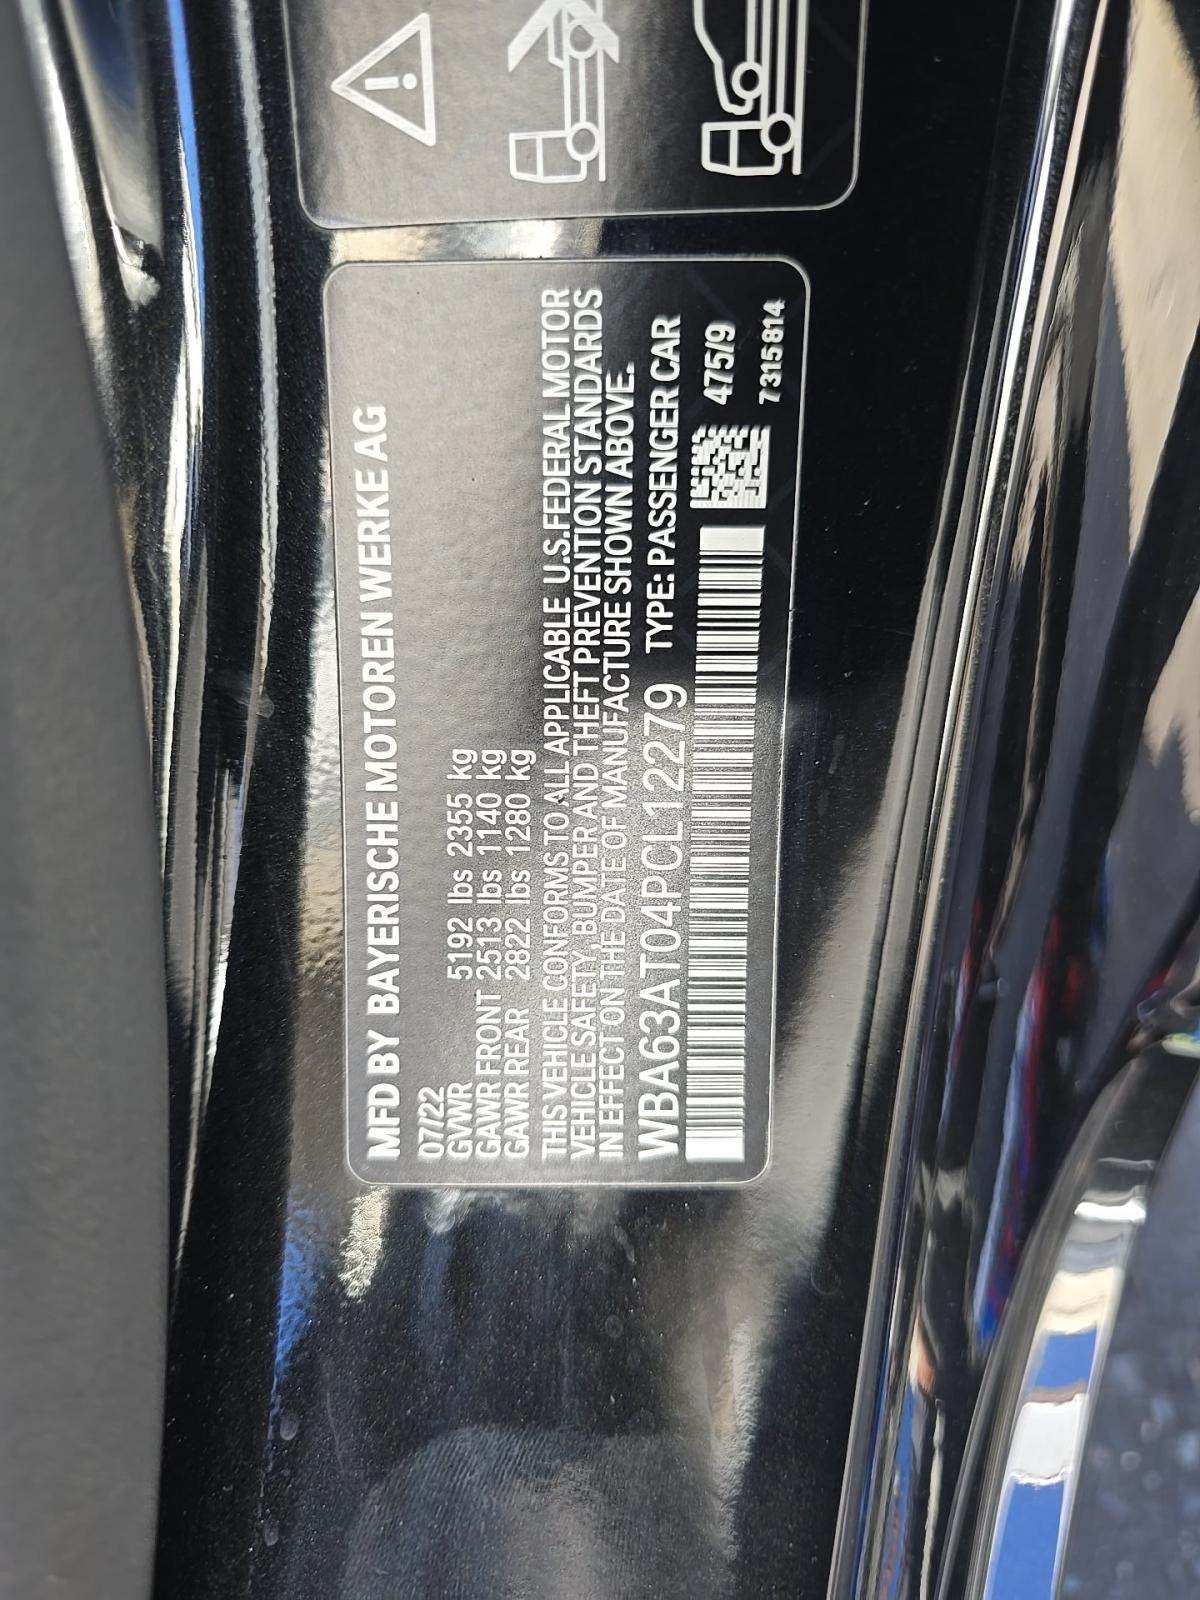 MFD BY BAYERISCHE MOTOREN WERKE AG
07/22
GVWR 5192 lbs 2355 kg
GAWR FRONT 2513 lbs 1140 kg
GAWR REAR 2822 lbs 1280 kg
THIS VEHICLE CONFORMS TO ALL APPLICABLE U.S. FEDERAL MOTOR
VEHICLE SAFETY, BUMPER AND THEFT PREVENTION STANDARDS
IN EFFECT ON THE DATE OF MANUFACTURE SHOWN ABOVE.
WBA63AT04PCL12279 TYPE: PASSENGER CAR
475/9
7315814